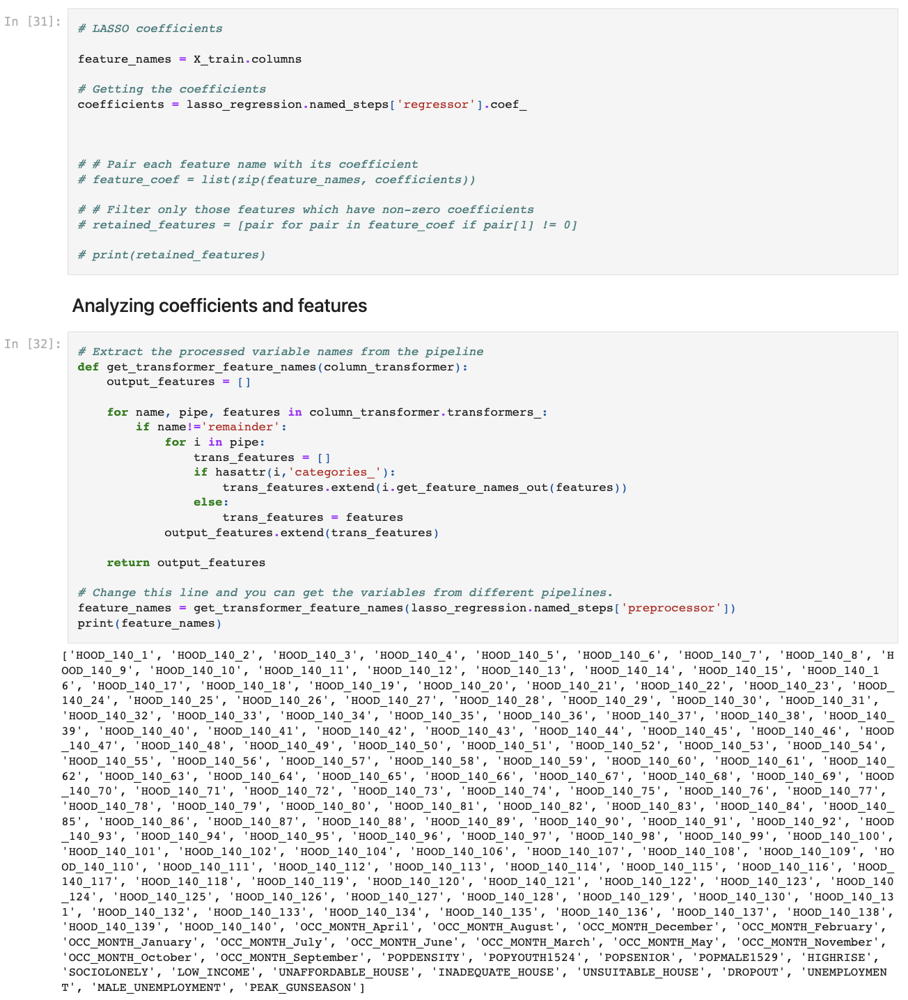 In [31]:
# LASSO coefficients
feature_names = X_train.columns
# Getting the coefficients
coefficients = lasso_regression.named_steps['regressor'].coef_
# # Pair each feature name with its coefficient
# feature_coef = list(zip(feature_names, coefficients))
# # Filter only those features which have non-zero coefficients
# retained_features = [pair for pair in feature_coef if pair[1] != 0]
# print(retained_features)
Analyzing coefficients and features
In [32]:
# Extract the processed variable names from the pipeline
def get_transformer_feature_names(column_transformer):
    output_features = []
    for name, pipe, features in column_transformer.transformers_:
        if name!='remainder':
            for i in pipe:
                trans_features = []
                if hasattr(i,'categories_'):
                    trans_features.extend(i.get_feature_names_out(features))
                else:
                    trans_features = features
            output_features.extend(trans_features)
    return output_features
# Change this line and you can get the variables from different pipelines.
feature_names = get_transformer_feature_names(lasso_regression.named_steps['preprocessor'])
print(feature_names)
['HOOD_140_1', 'HOOD_140_2', 'HOOD_140_3', 'HOOD_140_4', 'HOOD_140_5', 'HOOD_140_6', 'HOOD_140_7', 'HOOD_140_8', 'H
OOD_140_9', 'HOOD_140_10', 'HOOD_140_11', 'HOOD_140_12', 'HOOD_140_13', 'HOOD_140_14', 'HOOD_140_15', 'HOOD_140_1
6', 'HOOD_140_17', 'HOOD_140_18', 'HOOD_140_19', 'HOOD_140_20', 'HOOD_140_21', 'HOOD_140_22', 'HOOD_140_23', 'HOOD_
140_24', 'HOOD_140_25', 'HOOD_140_26', 'HOOD_140_27', 'HOOD_140_28', 'HOOD_140_29', 'HOOD_140_30', 'HOOD_140_31',
'HOOD_140_32', 'HOOD_140_33', 'HOOD_140_34', 'HOOD_140_35', 'HOOD_140_36', 'HOOD_140_37', 'HOOD_140_38', 'HOOD_140_
39', 'HOOD_140_40', 'HOOD_140_41', 'HOOD_140_42', 'HOOD_140_43', 'HOOD_140_44', 'HOOD_140_45', 'HOOD_140_46', 'HOOD
_140_47', 'HOOD_140_48', 'HOOD_140_49', 'HOOD_140_50', 'HOOD_140_51', 'HOOD_140_52', 'HOOD_140_53', 'HOOD_140_54',
'HOOD_140_55', 'HOOD_140_56', 'HOOD_140_57', 'HOOD_140_58', 'HOOD_140_59', 'HOOD_140_60', 'HOOD_140_61', 'HOOD_140_
62', 'HOOD_140_63', 'HOOD_140_64', 'HOOD_140_65', 'HOOD_140_66', 'HOOD_140_67', 'HOOD_140_68', 'HOOD_140_69', 'HOOD
_140_70', 'HOOD_140_71', 'HOOD_140_72', 'HOOD_140_73', 'HOOD_140_74', 'HOOD_140_75', 'HOOD_140_76', 'HOOD_140_77',
'HOOD_140_78', 'HOOD_140_79', 'HOOD_140_80', 'HOOD_140_81', 'HOOD_140_82', 'HOOD_140_83', 'HOOD_140_84', 'HOOD_140_
85', 'HOOD_140_86', 'HOOD_140_87', 'HOOD_140_88', 'HOOD_140_89', 'HOOD_140_90', 'HOOD_140_91', 'HOOD_140_92', 'HOOD
_140_93', 'HOOD_140_94', 'HOOD_140_95', 'HOOD_140_96', 'HOOD_140_97', 'HOOD_140_98', 'HOOD_140_99', 'HOOD_140_100',
'HOOD_140_101', 'HOOD_140_102', 'HOOD_140_104', 'HOOD_140_106', 'HOOD_140_107', 'HOOD_140_108', 'HOOD_140_109', 'HO
OD_140_110', 'HOOD_140_111', 'HOOD_140_112', 'HOOD_140_113', 'HOOD_140_114', 'HOOD_140_115', 'HOOD_140_116', 'HOOD_
140_117', 'HOOD_140_118', 'HOOD_140_119', 'HOOD_140_120', 'HOOD_140_121', 'HOOD_140_122', 'HOOD_140_123', 'HOOD_140
_124', 'HOOD_140_125', 'HOOD_140_126', 'HOOD_140_127', 'HOOD_140_128', 'HOOD_140_129', 'HOOD_140_130', 'HOOD_140_13
1', 'HOOD_140_132', 'HOOD_140_133', 'HOOD_140_134', 'HOOD_140_135', 'HOOD_140_136', 'HOOD_140_137', 'HOOD_140_138',
'HOOD_140_139', 'HOOD_140_140', 'OCC_MONTH_April', 'OCC_MONTH_August', 'OCC_MONTH_December', 'OCC_MONTH_February',
'OCC_MONTH_January', 'OCC_MONTH_July', 'OCC_MONTH_June', 'OCC_MONTH_March', 'OCC_MONTH_May', 'OCC_MONTH_November',
'OCC_MONTH_October', 'OCC_MONTH_September', 'POPDENSITY', 'POPYOUTH1524', 'POPSENIOR', 'POPMALE1529', 'HIGHRISE',
'SOCIOLONELY', 'LOW_INCOME', 'UNAFFORDABLE_HOUSE', 'INADEQUATE_HOUSE', 'UNSUITABLE_HOUSE', 'DROPOUT', 'UNEMPLOYMEN
T', 'MALE_UNEMPLOYMENT', 'PEAK_GUNSEASON']